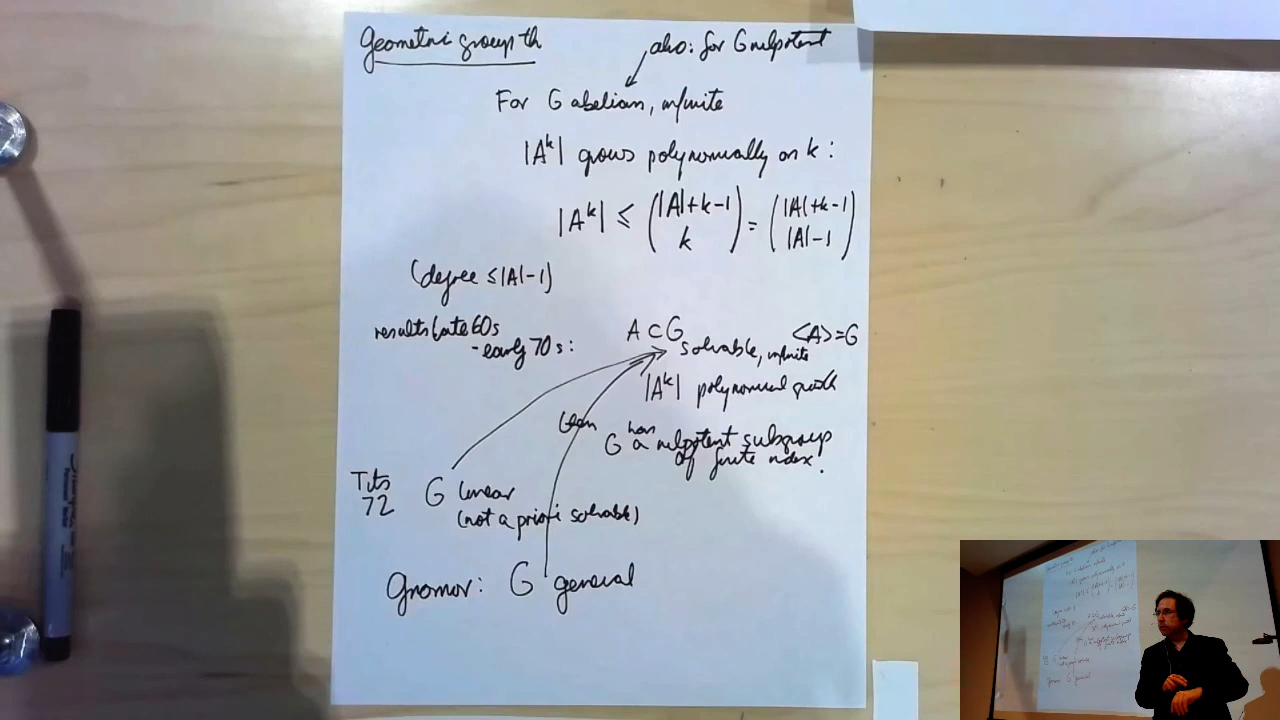 Geometric group th
also: for G nilpotent
For G abelian, infinite
|A^k| grows polynomially on k:
|A^k| ≤ (|A|+k-1 / k) = (|A|+k-1 / |A|-1)
(degree ≤ |A|-1)
results late 60s
-early 70s:
A ⊂ G ⟨A⟩=G
solvable, infinite
|A^k| polynomial growth
then
G has a nilpotent subgroup
of finite index.
Tits
72
G linear
(not a priori solvable)
Gromov: G general